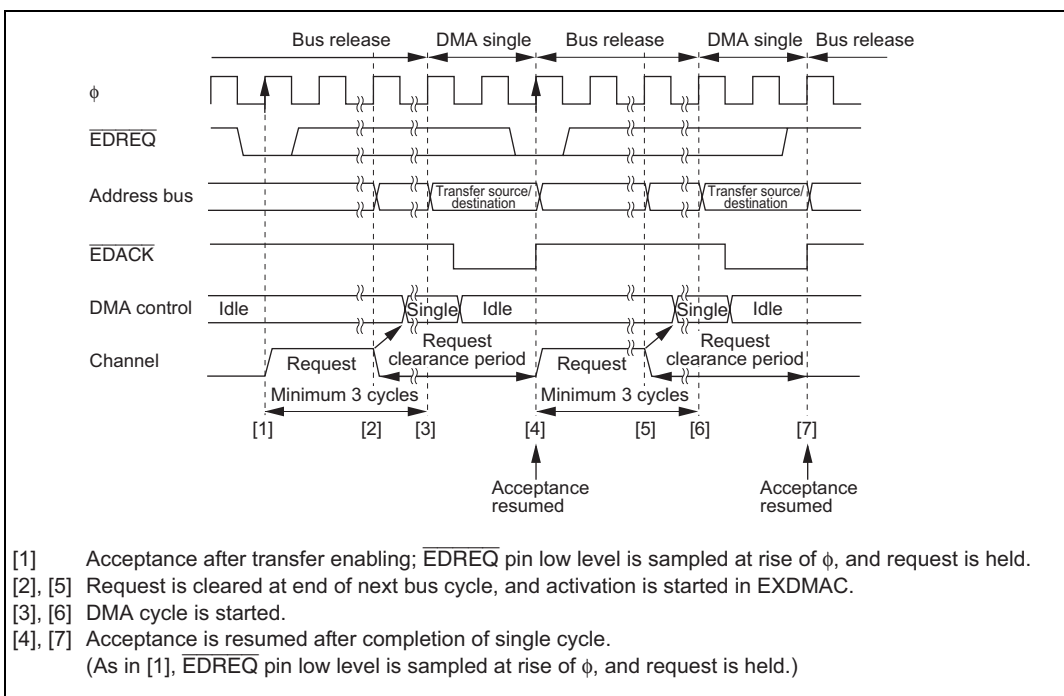 Bus release DMA single Bus release DMA single Bus release
ϕ
EDREQ
Address bus Transfer source/ destination Transfer source/ destination
EDACK
DMA control Idle Single Idle Single Idle
Channel Request Request clearance period Request Request clearance period
Minimum 3 cycles Minimum 3 cycles
[1] [2] [3] [4] [5] [6] [7]
Acceptance resumed Acceptance resumed
[1] Acceptance after transfer enabling; EDREQ pin low level is sampled at rise of ϕ, and request is held.
[2], [5] Request is cleared at end of next bus cycle, and activation is started in EXDMAC.
[3], [6] DMA cycle is started.
[4], [7] Acceptance is resumed after completion of single cycle.
(As in [1], EDREQ pin low level is sampled at rise of ϕ, and request is held.)